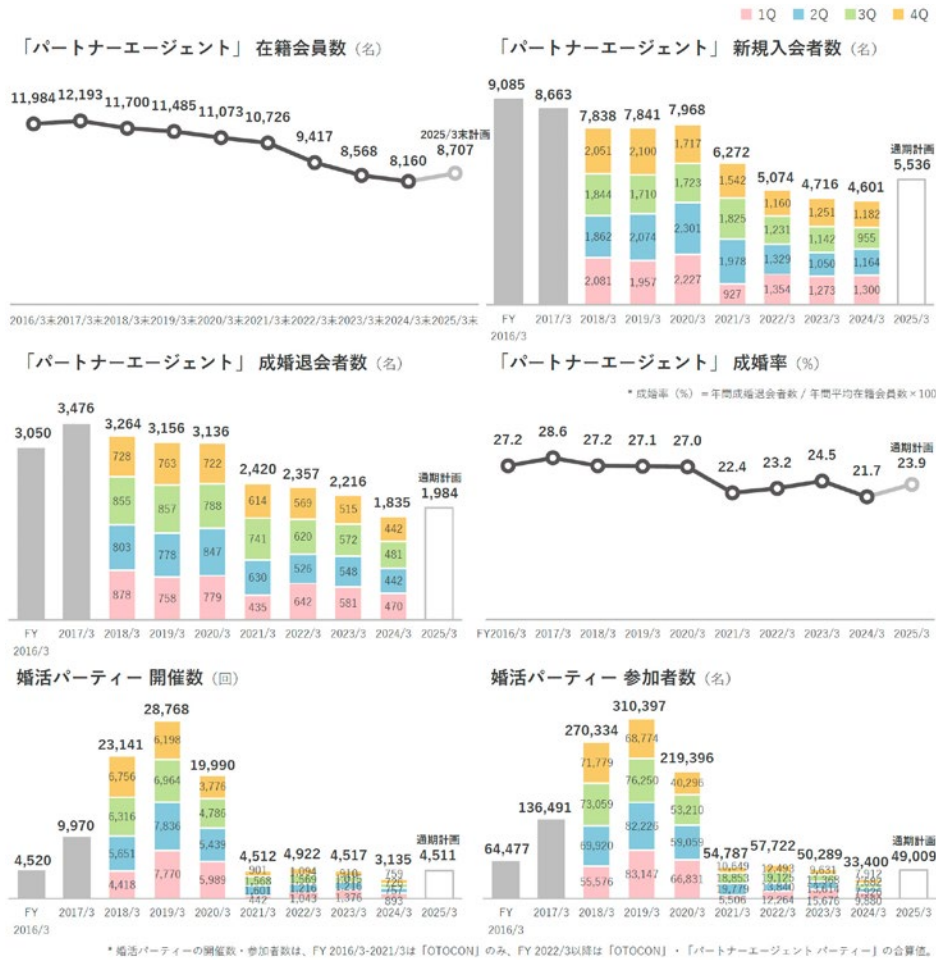 1Q 2Q 3Q 4Q
「パートナーエージェント」 在籍会員数（名）
11,984 12,193 11,700 11,485 11,073 10,726 9,417 8,568 8,160
2025/3末計画
8,707
2016/3末 2017/3末 2018/3末 2019/3末 2020/3末 2021/3末 2022/3末 2023/3末 2024/3末 2025/3末
「パートナーエージェント」 新規入会者数（名）
9,085 8,663 7,838 7,841 7,968 6,272 5,074 4,716 4,601
通期計画
5,536
2,051 2,100 1,717 1,542 1,160 1,251 1,182
1,844 1,710 1,723 1,825 1,231 1,142 955
1,862 2,074 2,301 1,978 1,329 1,050 1,164
2,081 1,957 2,227 927 1,354 1,273 1,300
FY 2017/3 2018/3 2019/3 2020/3 2021/3 2022/3 2023/3 2024/3 2025/3
2016/3
「パートナーエージェント」 成婚退会者数（名）
3,050 3,476 3,264 3,156 3,136 2,420 2,357 2,216 1,835
通期計画
1,984
728 763 722 614 569 515 442
855 857 788 741 620 572 481
803 778 847 630 526 548 442
878 758 779 435 642 581 470
FY 2017/3 2018/3 2019/3 2020/3 2021/3 2022/3 2023/3 2024/3 2025/3
2016/3
「パートナーエージェント」 成婚率（%）
* 成婚率（%）＝年間成婚退会者数 / 年間平均在籍会員数×100
27.2 28.6 27.2 27.1 27.0 22.4 23.2 24.5 21.7
通期計画
23.9
FY2016/3 2017/3 2018/3 2019/3 2020/3 2021/3 2022/3 2023/3 2024/3 2025/3
婚活パーティー 開催数（回）
4,520 9,970 23,141 28,768 19,990 4,512 4,922 4,517 3,135
通期計画
4,511
6,756 6,198 3,776 901 1,094 910 759
6,316 6,964 4,786 1,568 1,569 726
5,651 7,836 5,439 1,601 1,216 1,216 757
4,418 7,770 5,989 442 1,043 1,376 893
FY 2017/3 2018/3 2019/3 2020/3 2021/3 2022/3 2023/3 2024/3 2025/3
2016/3
婚活パーティー 参加者数（名）
64,477 136,491 270,334 310,397 219,396 54,787 57,722 50,289 33,400
通期計画
49,009
71,779 68,774 40,296 10,649 12,493 9,631 7,912
73,059 76,250 53,210 18,853 19,125 11,368
69,920 82,226 59,059 19,779 13,840
55,576 83,147 66,831 5,506 12,264 15,676 9,880
FY 2017/3 2018/3 2019/3 2020/3 2021/3 2022/3 2023/3 2024/3 2025/3
2016/3
* 婚活パーティーの開催数・参加者数は、FY 2016/3-2021/3は「OTOCON」のみ、FY 2022/3以降は「OTOCON」・「パートナーエージェント パーティー」の合算値。